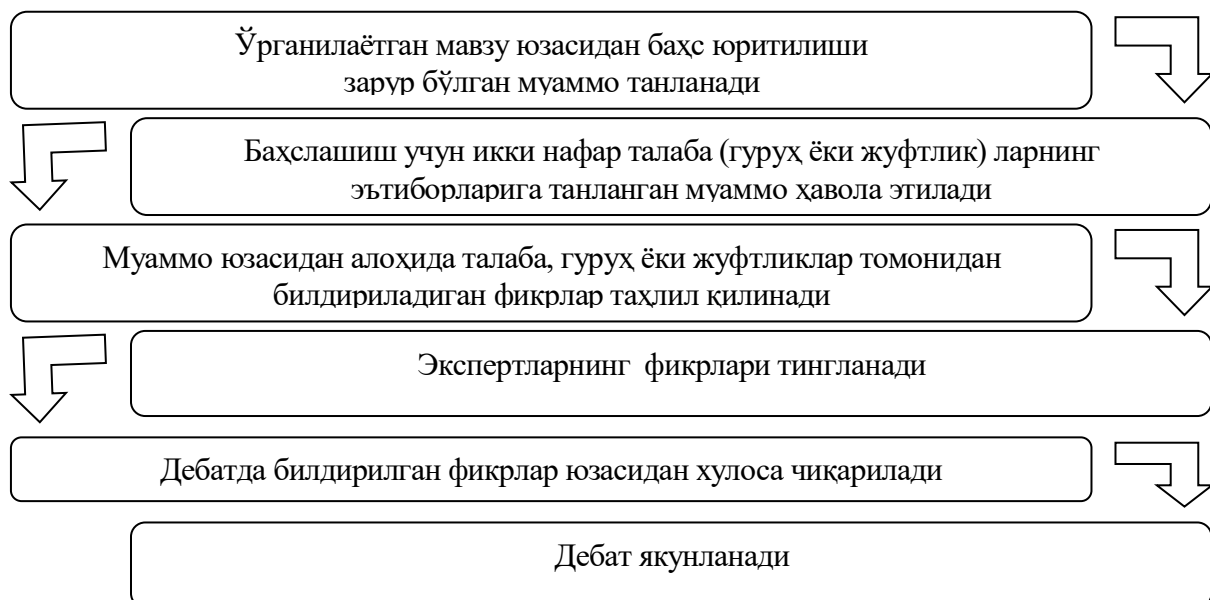 Ўрганилаётган мавзу юзасидан баҳс юритилиши
зарур бўлган муаммо танланади
Баҳслашиш учун икки нафар талаба (гуруҳ ёки жуфтлик) ларнинг
эътиборларига танланган муаммо ҳавола этилади
Муаммо юзасидан алоҳида талаба, гуруҳ ёки жуфтликлар томонидан
билдириладиган фикрлар таҳлил қилинади
Экспертларнинг фикрлари тингланади
Дебатда билдирилган фикрлар юзасидан хулоса чиқарилади
Дебат якунланади